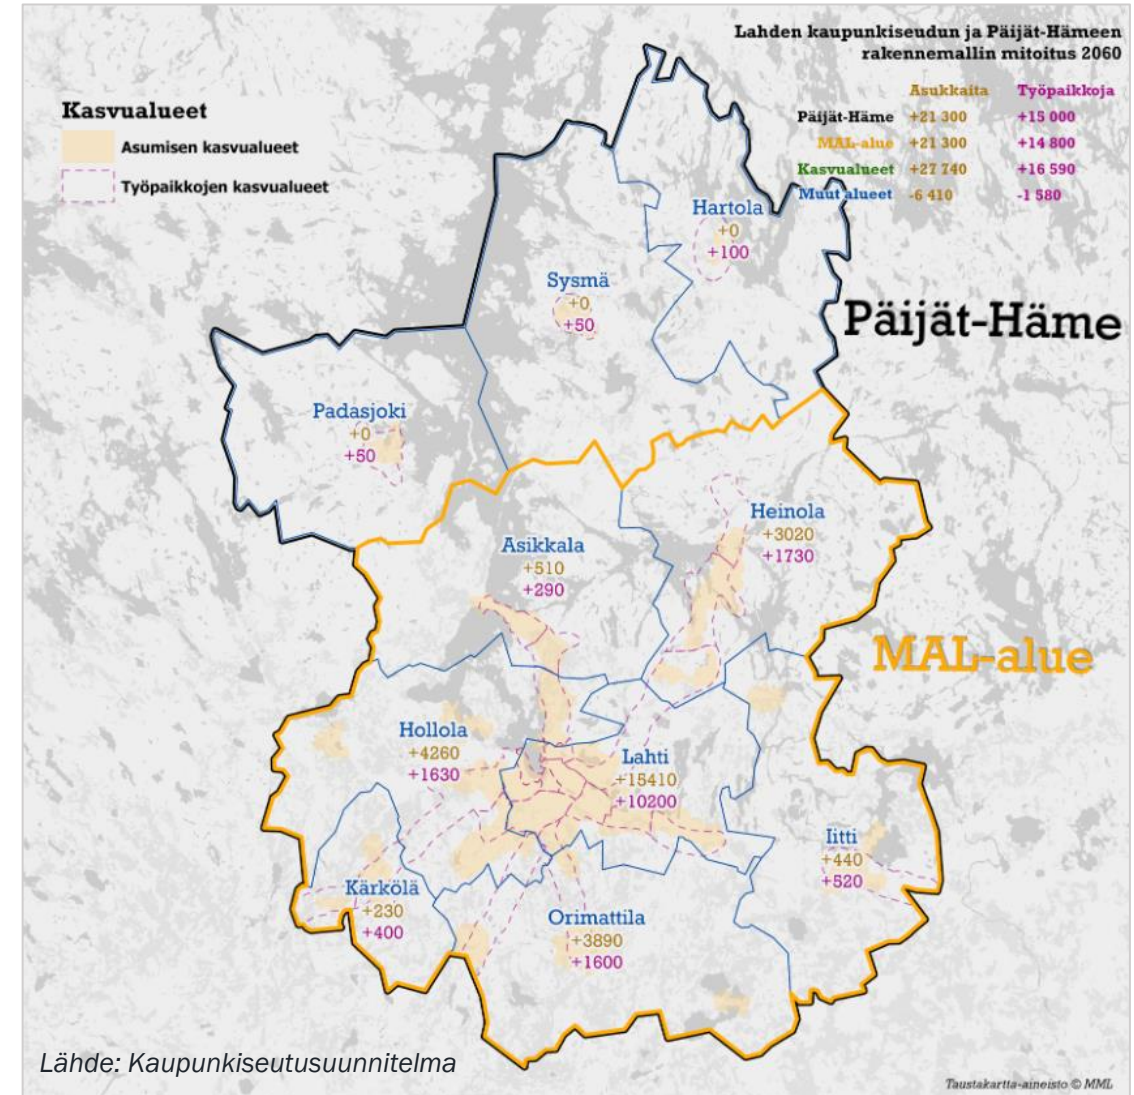 Lahden kaupunkiseudun ja Päijät-Hämeen
rakennemallin mitoitus 2060
Asukkaita Työpaikkoja
Päijät-Häme +21 300 +15 000
MAL-alue +21 300 +14 800
Kasvualueet +27 740 +16 590
Muut alueet -6 410 -1 580
Kasvualueet
Asumisen kasvualueet
Työpaikkojen kasvualueet
Hartola
+0
+100
Sysmä
+0
+50
Päijät-Häme
Padasjoki
+0
+50
Heinola
+3020
+1730
Asikkala
+510
+290
MAL-alue
Hollola
+4260
+1630
Lahti
+15410
+10200
Iitti
+440
+520
Kärkölä
+230
+400
Orimattila
+3890
+1600
Lähde: Kaupunkiseutusuunnitelma
Taustakartta-aineisto © MML